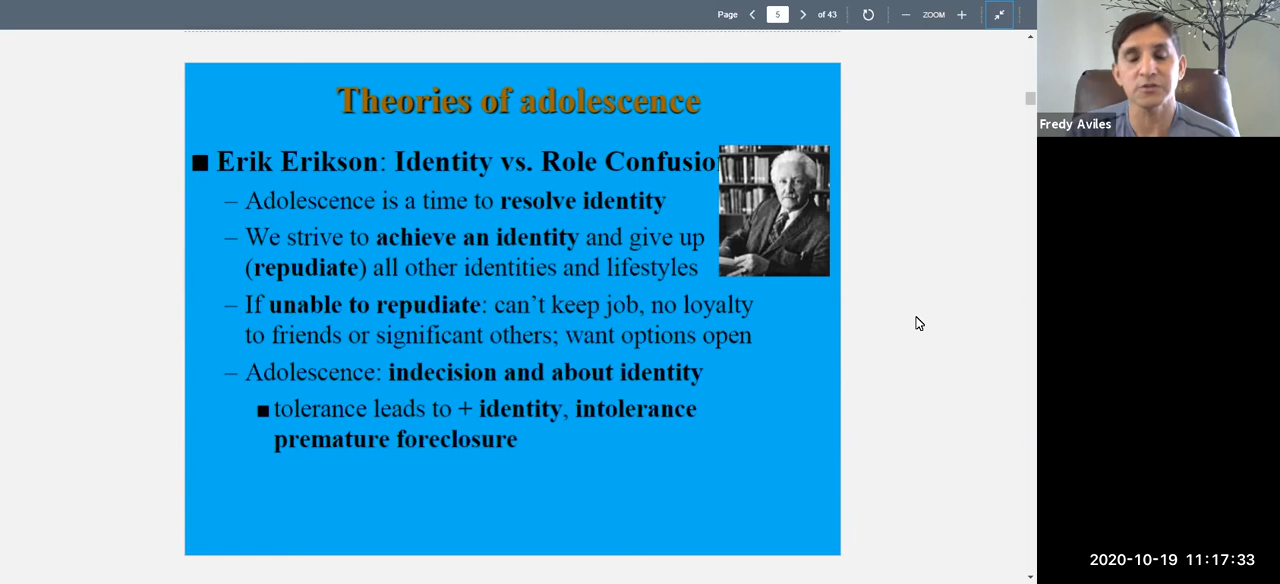 Page 5 of 43 ZOOM
Theories of adolescence
Fredy Aviles
■ Erik Erikson: Identity vs. Role Confusio
– Adolescence is a time to resolve identity
– We strive to achieve an identity and give up
(repudiate) all other identities and lifestyles
– If unable to repudiate: can't keep job, no loyalty
to friends or significant others; want options open
– Adolescence: indecision and about identity
■ tolerance leads to + identity, intolerance
premature foreclosure
2020-10-19 11:17:33